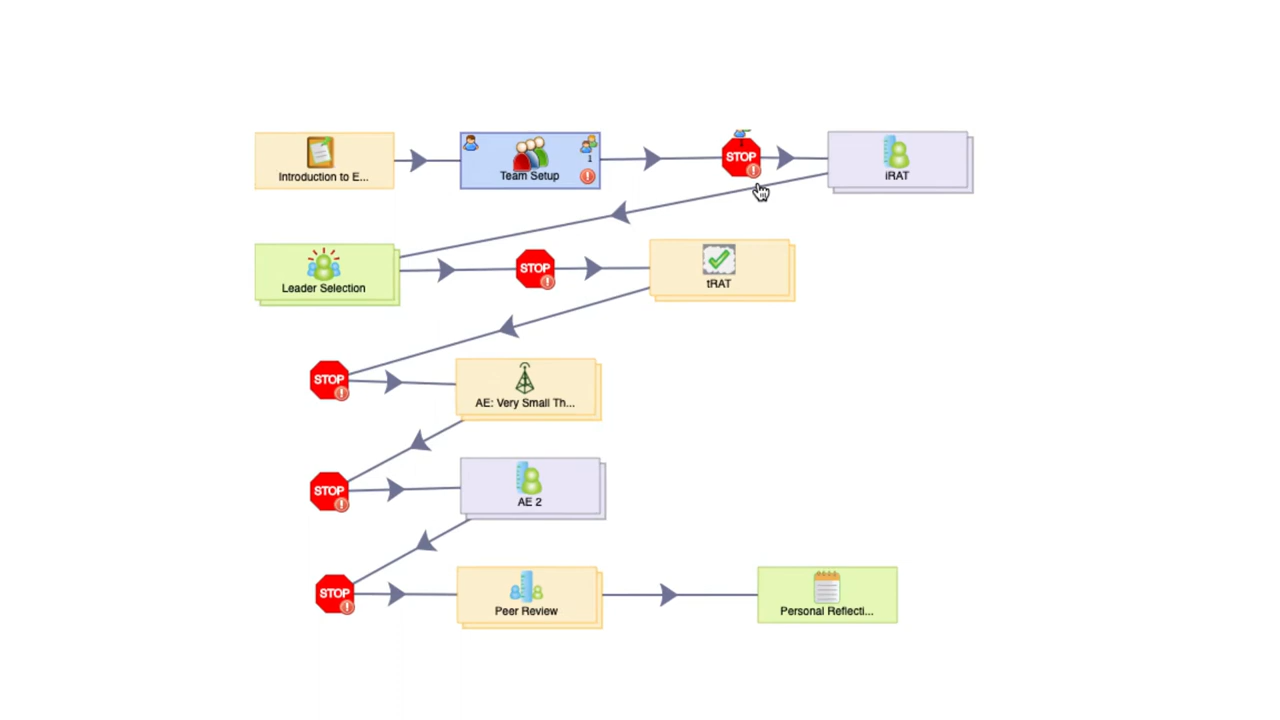 Introduction to E...
Team Setup
1
STOP
iRAT
Leader Selection
STOP
tRAT
STOP
AE: Very Small Th...
STOP
AE 2
STOP
Peer Review
Personal Reflecti...